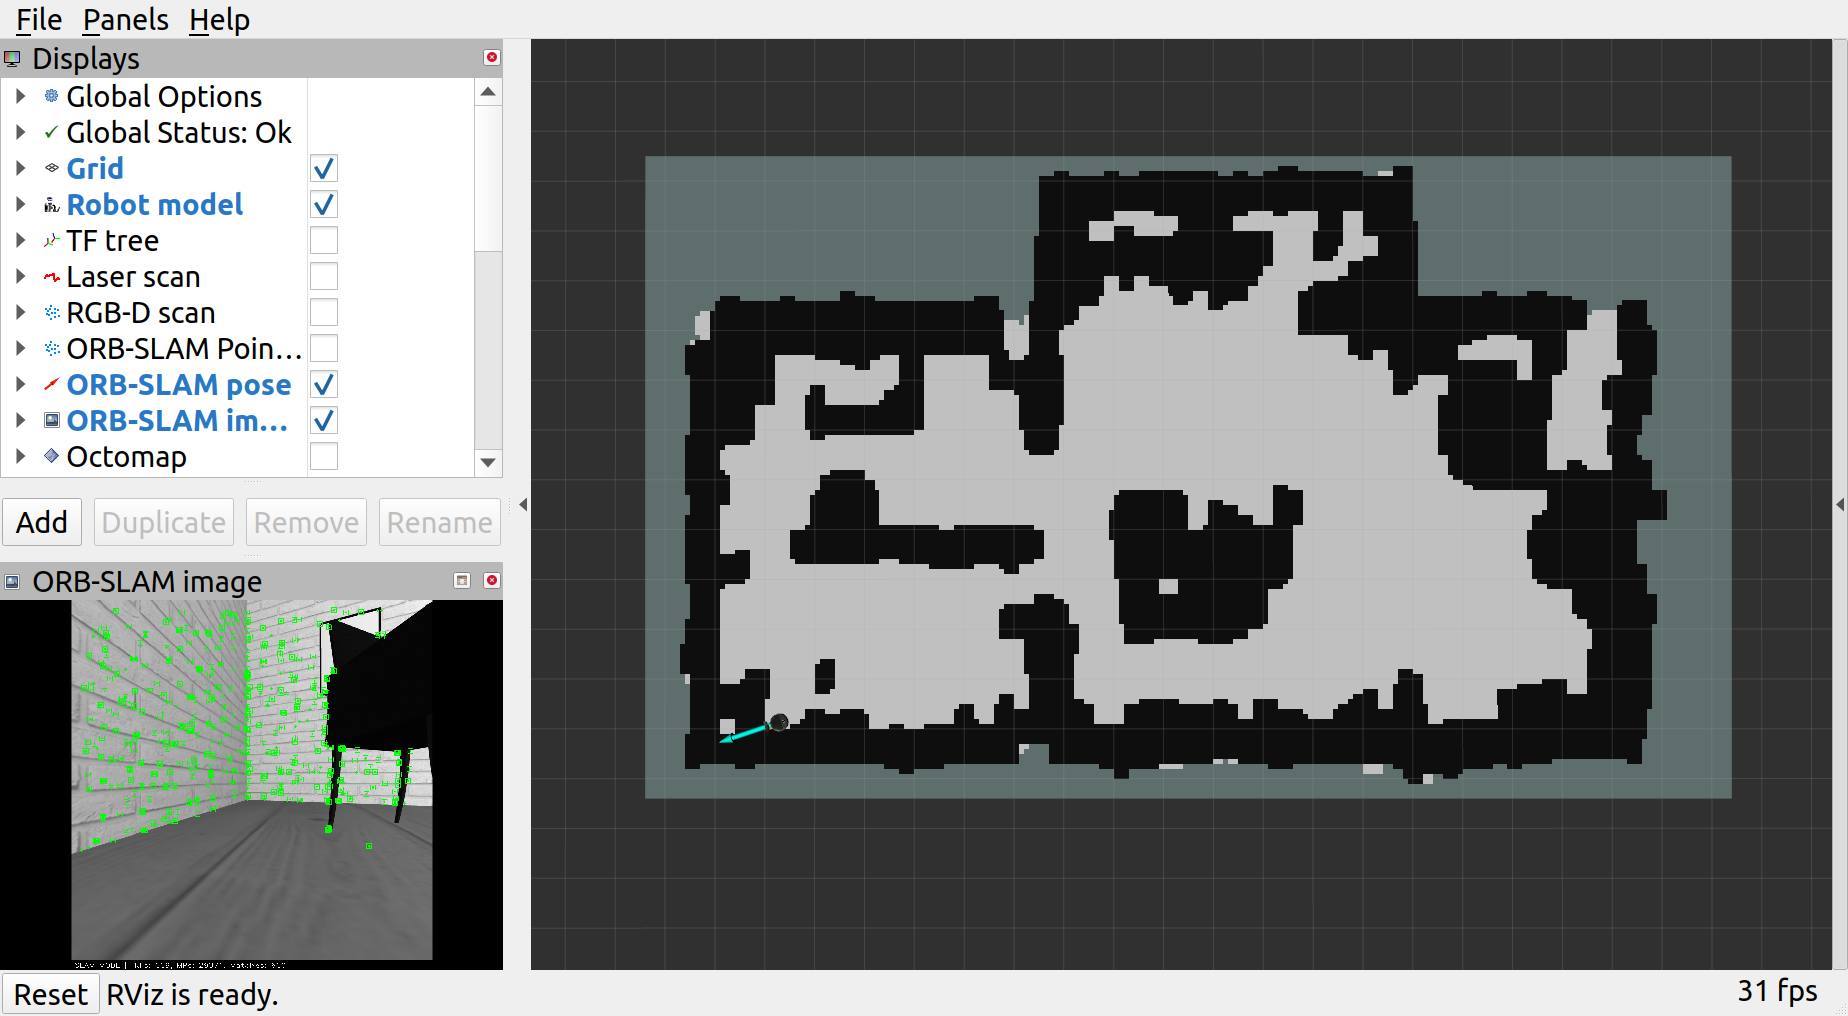 File Panels Help
Displays
Global Options
Global Status: Ok
Grid
Robot model
TF tree
Laser scan
RGB-D scan
ORB-SLAM Poin...
ORB-SLAM pose
ORB-SLAM im...
Octomap
Add Duplicate Remove Rename
ORB-SLAM image
SLAM MODE |
Reset RViz is ready.
31 fps